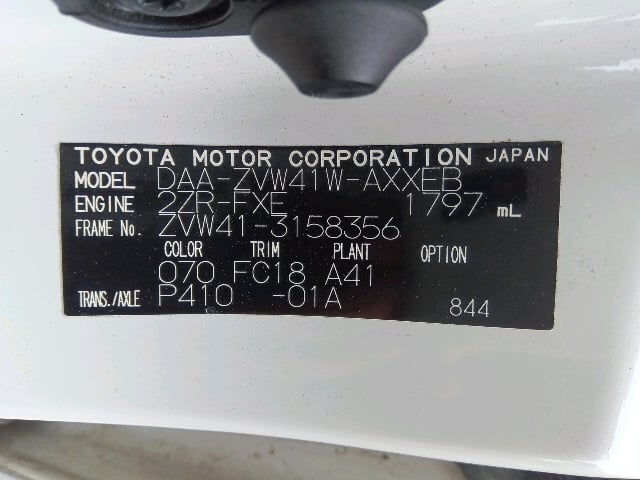 TOYOTA MOTOR CORPORATION JAPAN
MODEL DAA-ZVW41W-AXXEB
ENGINE 2ZR-FXE 1797 mL
FRAME No. ZVW41-3158356
COLOR TRIM PLANT OPTION
070 FC18 A41
TRANS./AXLE P410 -01A
844